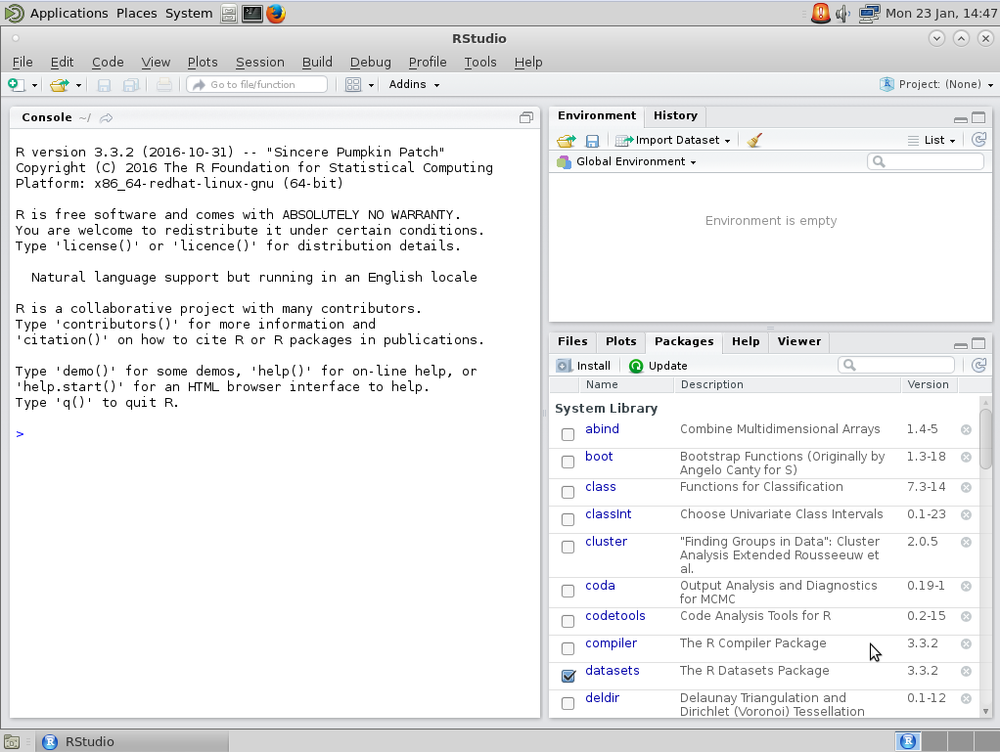 Applications Places System
Mon 23 Jan, 14:47
RStudio
File Edit Code View Plots Session Build Debug Profile Tools Help
Go to file/function
Addins
Project: (None)
Console ~/
R version 3.3.2 (2016-10-31) -- "Sincere Pumpkin Patch"
Copyright (C) 2016 The R Foundation for Statistical Computing
Platform: x86_64-redhat-linux-gnu (64-bit)
R is free software and comes with ABSOLUTELY NO WARRANTY.
You are welcome to redistribute it under certain conditions.
Type 'license()' or 'licence()' for distribution details.
Natural language support but running in an English locale
R is a collaborative project with many contributors.
Type 'contributors()' for more information and
'citation()' on how to cite R or R packages in publications.
Type 'demo()' for some demos, 'help()' for on-line help, or
'help.start()' for an HTML browser interface to help.
Type 'q()' to quit R.
>
Environment History
Import Dataset
List
Global Environment
Environment is empty
Files Plots Packages Help Viewer
Install Update
Name Description Version
System Library
abind Combine Multidimensional Arrays 1.4-5
boot Bootstrap Functions (Originally by 1.3-18
Angelo Canty for S)
class Functions for Classification 7.3-14
classInt Choose Univariate Class Intervals 0.1-23
cluster "Finding Groups in Data": Cluster 2.0.5
Analysis Extended Rousseeuw et
al.
coda Output Analysis and Diagnostics 0.19-1
for MCMC
codetools Code Analysis Tools for R 0.2-15
compiler The R Compiler Package 3.3.2
datasets The R Datasets Package 3.3.2
deldir Delaunay Triangulation and 0.1-12
Dirichlet (Voronoi) Tessellation
RStudio